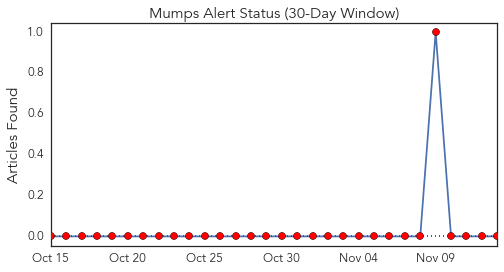 Mumps Alert Status (30-Day Window)
Articles Found
1.0
0.8
0.6
0.4
0.2
0.0
Oct 15 Oct 20 Oct 25 Oct 30 Nov 04 Nov 09